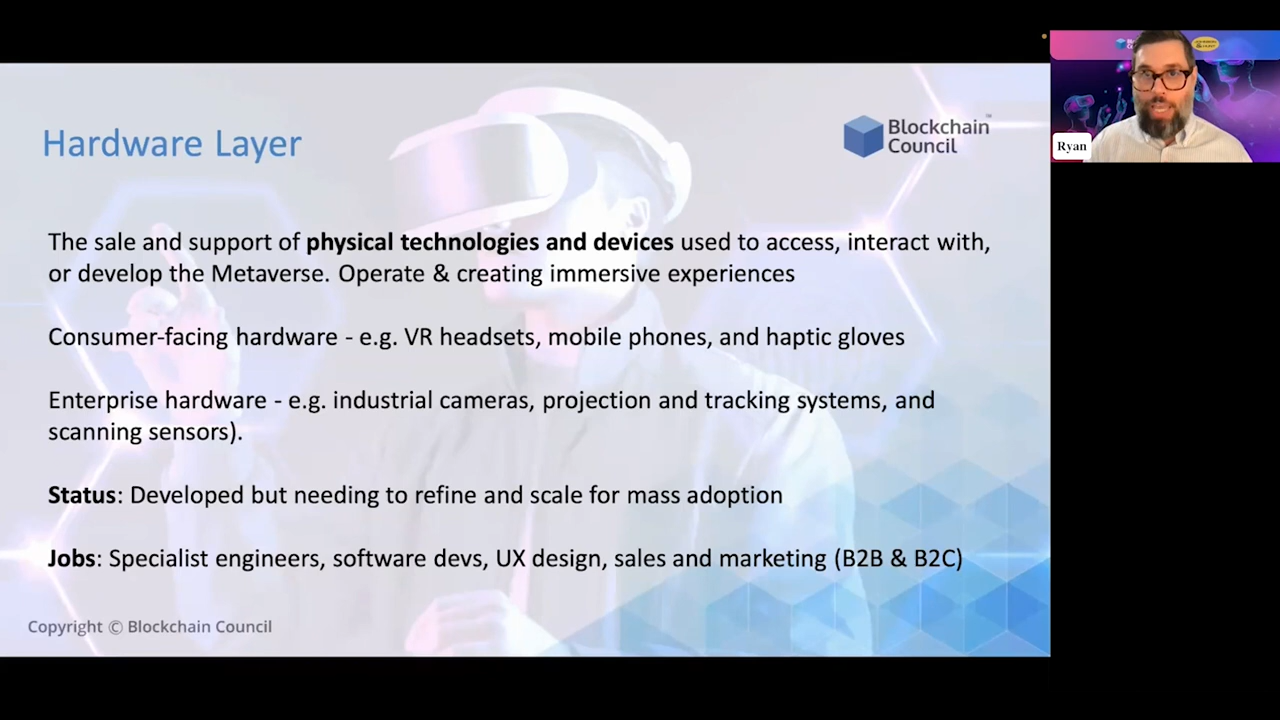 Hardware Layer
Blockchain
Council
The sale and support of physical technologies and devices used to access, interact with,
or develop the Metaverse. Operate & creating immersive experiences
Consumer-facing hardware - e.g. VR headsets, mobile phones, and haptic gloves
Enterprise hardware - e.g. industrial cameras, projection and tracking systems, and
scanning sensors).
Status: Developed but needing to refine and scale for mass adoption
Jobs: Specialist engineers, software devs, UX design, sales and marketing (B2B & B2C)
Copyright © Blockchain Council
Ryan